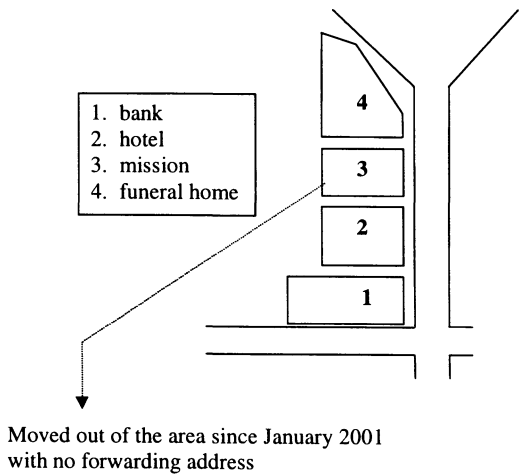 4
1. bank
2. hotel
3. mission
4. funeral home
3
2
1
Moved out of the area since January 2001
with no forwarding address